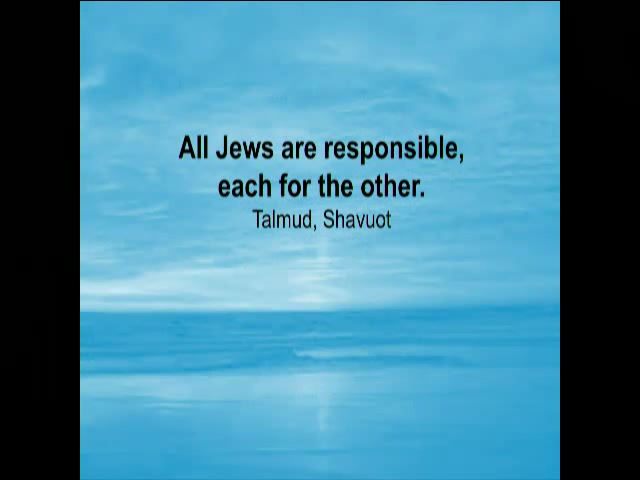 All Jews are responsible,
each for the other.
Talmud, Shavuot